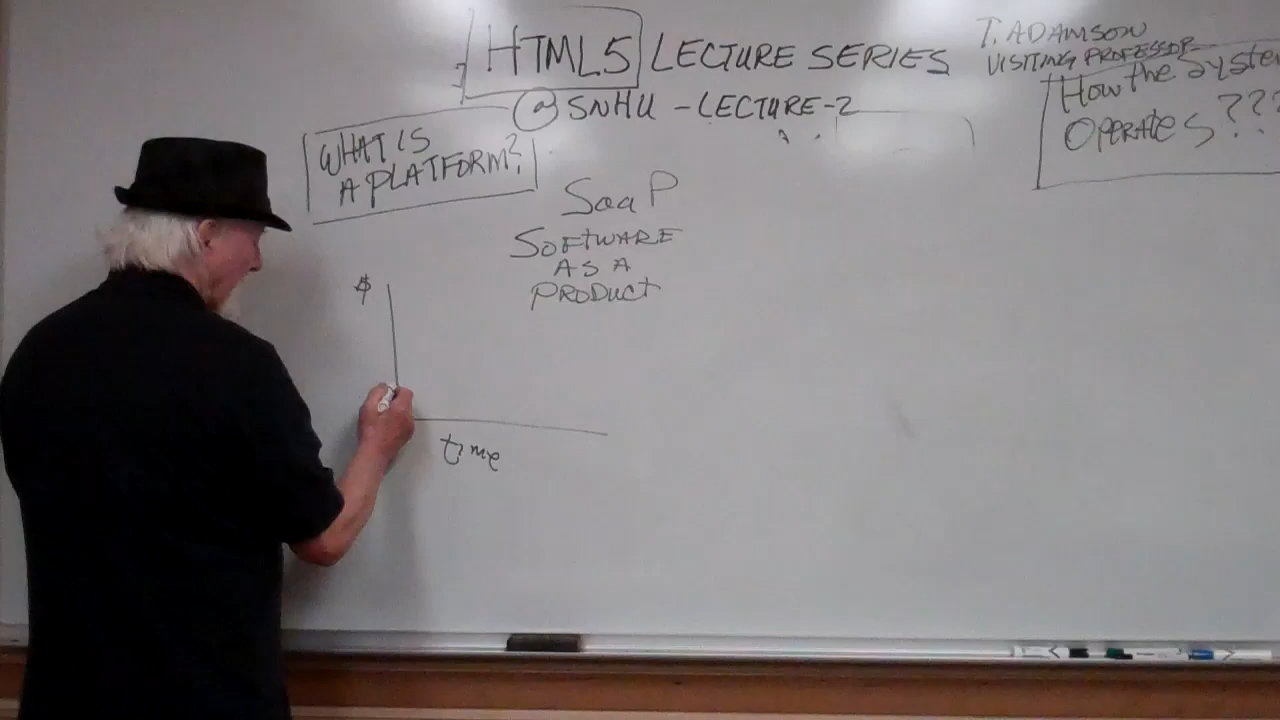 HTML5 LECTURE SERIES
@ SNHU - LECTURE-2
T. ADAMSON
VISITING PROFESSOR
How the System
OPERATES ???
WHAT IS
A PLATFORM?
SaaP
SOFTWARE
AS A
PRODUCT
$
time